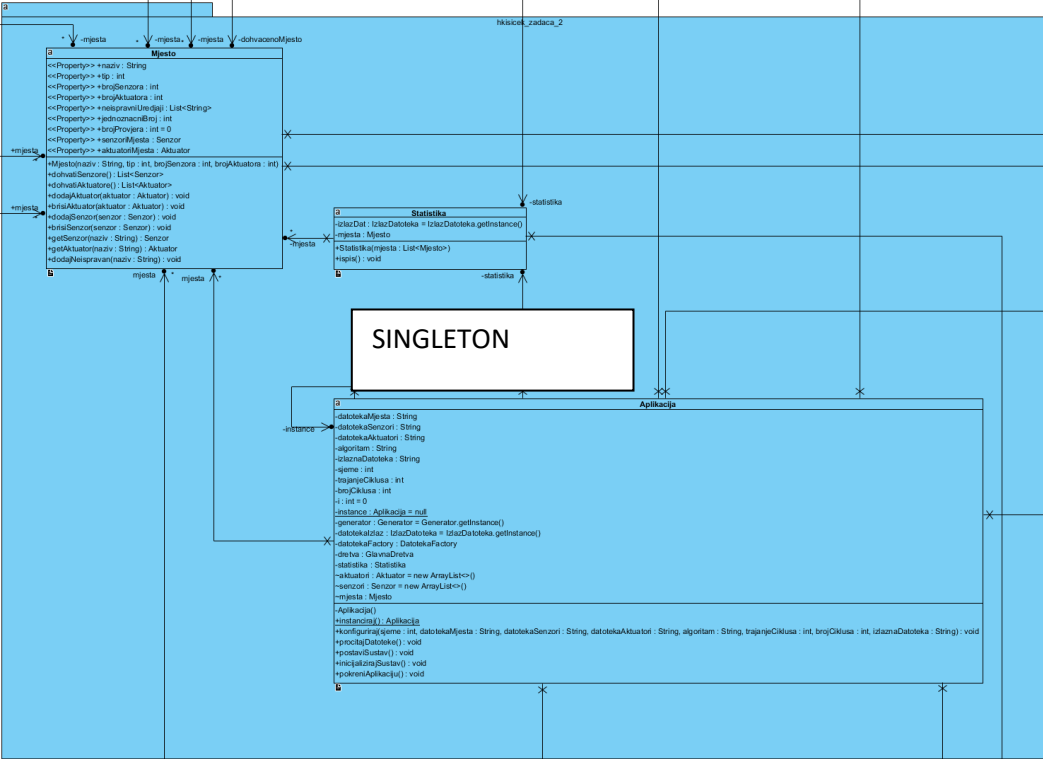 a
hkisicek_zadaca_2
* -mjesta
* -mjesta
* -mjesta
-dohvacenoMjesto
a
Mjesto
<<Property>> +naziv : String
<<Property>> +tip : int
<<Property>> +brojSenzora : int
<<Property>> +brojAktuatora : int
<<Property>> +neispravniUredjaji : List<String>
<<Property>> +jednoznacniBroj : int
<<Property>> +brojProvjera : int = 0
<<Property>> +senzoriMjesta : Senzor
<<Property>> +aktuatoriMjesta : Aktuator
+Mjesto(naziv : String, tip : int, brojSenzora : int, brojAktuatora : int)
+dohvatiSenzore() : List<Senzor>
+dohvatiAktuatore() : List<Aktuator>
+dodajAktuator(aktuator : Aktuator) : void
+brisiAktuator(aktuator : Aktuator) : void
+dodajSenzor(senzor : Senzor) : void
+brisiSenzor(senzor : Senzor) : void
+getSenzor(naziv : String) : Senzor
+getAktuator(naziv : String) : Aktuator
+dodajNeispravan(naziv : String) : void
+mjesta
+mjesta
mjesta *
mjesta *
-statistika
a
Statistika
-izlazDat : IzlazDatoteka = IzlazDatoteka.getInstance()
-mjesta : Mjesto
+Statistika(mjesta : List<Mjesto>)
+ispis() : void
*
-mjesta
-statistika
SINGLETON
-instance
a
Aplikacija
-datotekaMjesta : String
-datotekaSenzori : String
-datotekaAktuatori : String
-algoritam : String
-izlaznaDatoteka : String
-sjeme : int
-trajanjeCiklusa : int
-brojCiklusa : int
-i : int = 0
-instance : Aplikacija = null
-generator : Generator = Generator.getInstance()
-datotekaIzlaz : IzlazDatoteka = IzlazDatoteka.getInstance()
-datotekaFactory : DatotekaFactory
-dretva : GlavnaDretva
-statistika : Statistika
~aktuatori : Aktuator = new ArrayList<>()
~senzori : Senzor = new ArrayList<>()
~mjesta : Mjesto
-Aplikacija()
+instanciraj() : Aplikacija
+konfiguriraj(sjeme : int, datotekaMjesta : String, datotekaSenzori : String, datotekaAktuatori : String, algoritam : String, trajanjeCiklusa : int, brojCiklusa : int, izlaznaDatoteka : String) : void
+procitajDatoteke() : void
+postaviSustav() : void
+inicijalizirajSustav() : void
+pokreniAplikaciju() : void